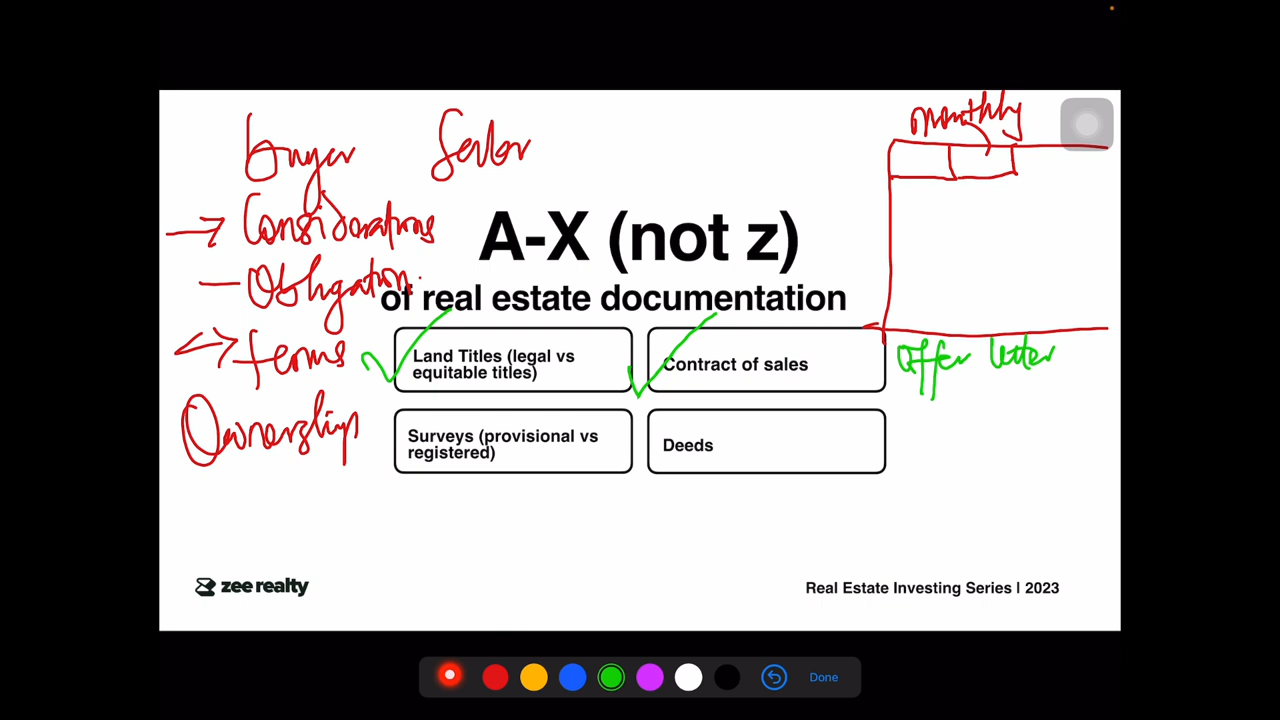 monthly
buyer Seller
Considerations
A-X (not z)
Obligation
of real estate documentation
terms
Land Titles (legal vs
equitable titles)
Contract of sales
Offer letter
Ownership
Surveys (provisional vs
registered)
Deeds
zee realty
Real Estate Investing Series | 2023
Done